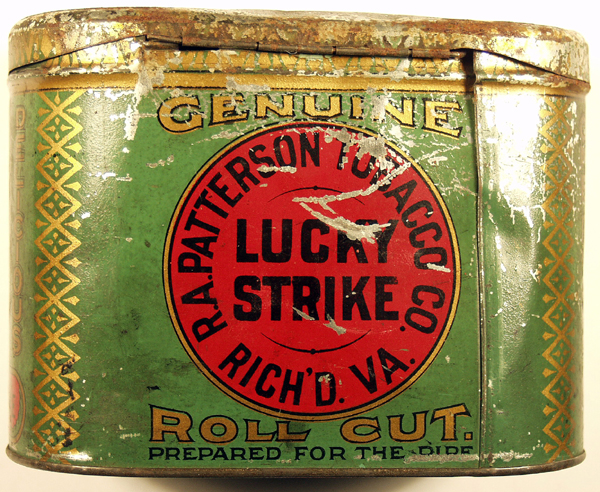 GENUINE
R.A. PATTERSON TOBACCO CO.
LUCKY
STRIKE
RICH'D. VA.
ROLL CUT.
PREPARED FOR THE PIPE